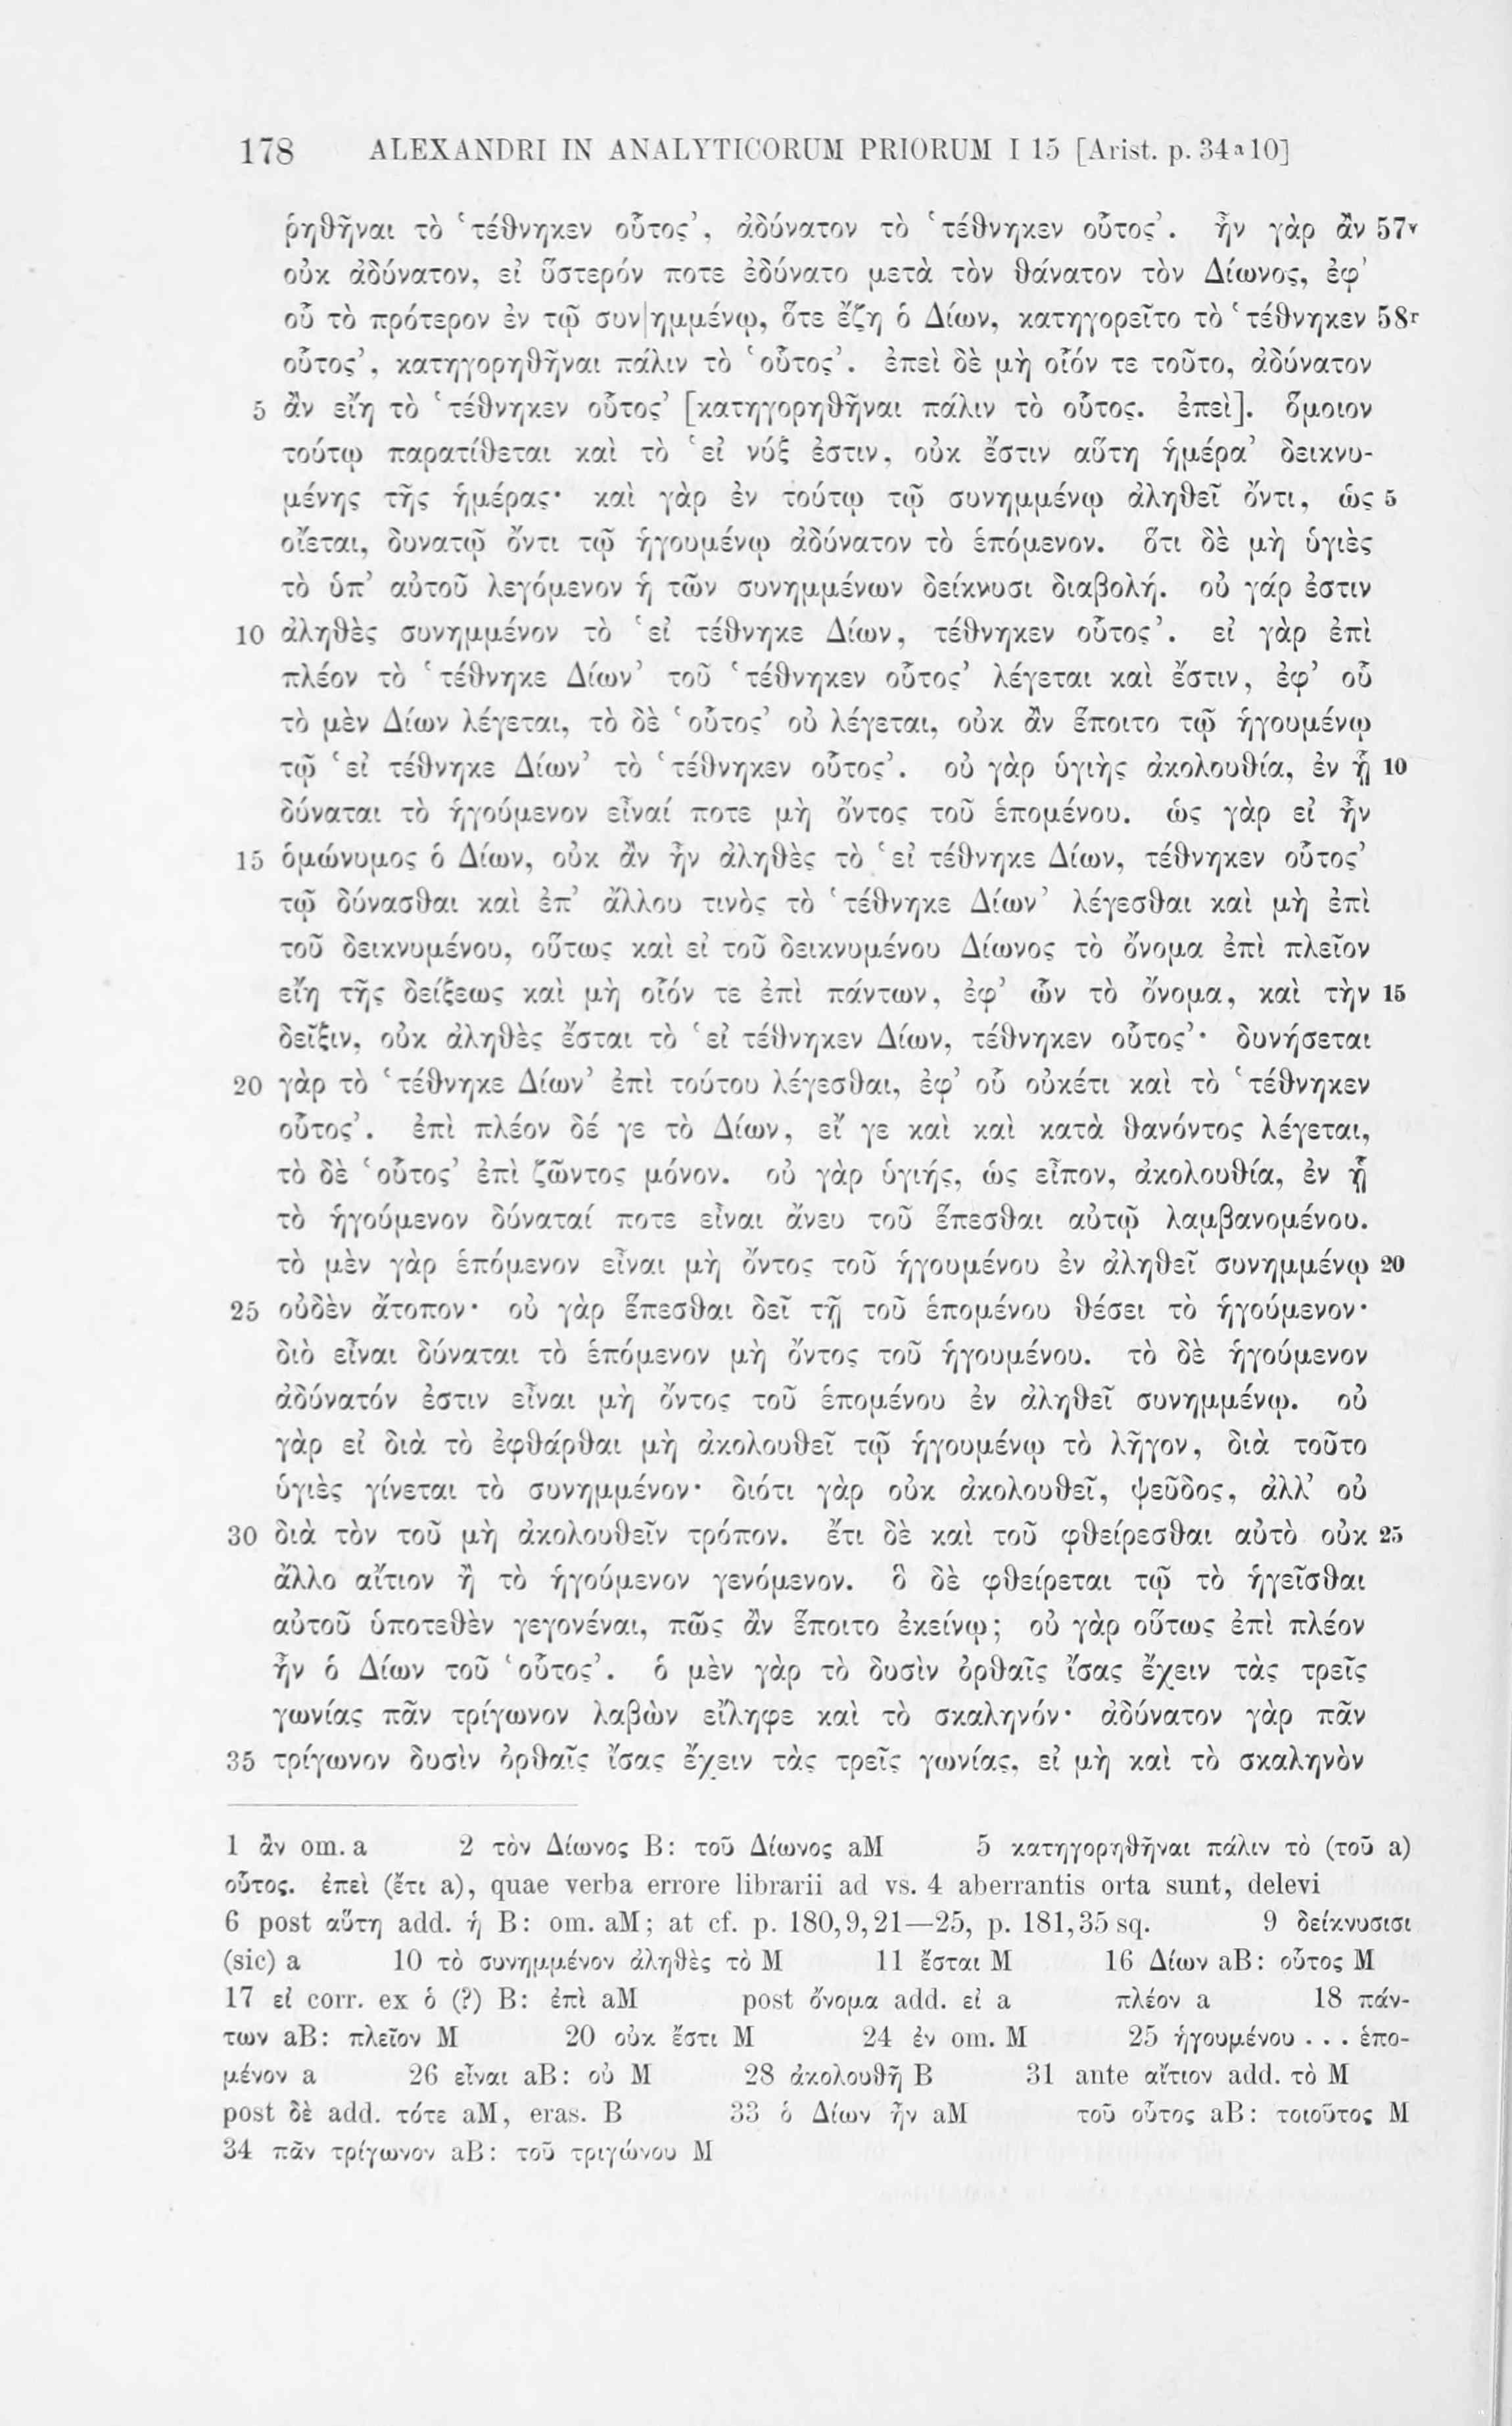 178 ALEXANDRI IN ANALYTICORUM PRIORUM I 15 [Arist. p. 34a10]
ῥηθῆναι τὸ ‘τέθνηκεν οὗτος’, ἀδύνατον τὸ ‘τέθνηκεν οὗτος’. ἦν γὰρ ἂν 57v
οὐκ ἀδύνατον, εἰ ὕστερόν ποτε ἐδύνατο μετὰ τὸν θάνατον τὸν Δίωνος, ἐφ’
οὗ τὸ πρότερον ἐν τῷ συν|ημμένῳ, ὅτε ἔζη ὁ Δίων, κατηγορεῖτο τὸ ‘τέθνηκεν 58r
οὗτος’, κατηγορηθῆναι πάλιν τὸ ‘οὗτος’. ἐπεὶ δὲ μὴ οἷόν τε τοῦτο, ἀδύνατον
5 ἂν εἴη τὸ ‘τέθνηκεν οὗτος’ [κατηγορηθῆναι πάλιν τὸ οὗτος. ἐπεὶ]. ὅμοιον
τούτῳ παρατίθεται καὶ τὸ ‘εἰ νύξ ἐστιν, οὐκ ἔστιν αὕτη ἡμέρα’ δεικνυ-
μένης τῆς ἡμέρας· καὶ γὰρ ἐν τούτῳ τῷ συνημμένῳ ἀληθεῖ ὄντι, ὡς 5
οἴεται, δυνατῷ ὄντι τῷ ἡγουμένῳ ἀδύνατον τὸ ἑπόμενον. ὅτι δὲ μὴ ὑγιὲς
τὸ ὑπ’ αὐτοῦ λεγόμενον ἡ τῶν συνημμένων δείκνυσι διαβολή. οὐ γάρ ἐστιν
10 ἀληθὲς συνημμένον τὸ ‘εἰ τέθνηκε Δίων, τέθνηκεν οὗτος’. εἰ γὰρ ἐπὶ
πλέον τὸ ‘τέθνηκε Δίων’ τοῦ ‘τέθνηκεν οὗτος’ λέγεται καὶ ἔστιν, ἐφ’ οὗ
τὸ μὲν Δίων λέγεται, τὸ δὲ ‘οὗτος’ οὐ λέγεται, οὐκ ἂν ἕποιτο τῷ ἡγουμένῳ
τῷ ‘εἰ τέθνηκε Δίων’ τὸ ‘τέθνηκεν οὗτος’. οὐ γὰρ ὑγιὴς ἀκολουθία, ἐν ᾗ 10
δύναται τὸ ἡγούμενον εἶναί ποτε μὴ ὄντος τοῦ ἑπομένου. ὡς γὰρ εἰ ἦν
15 ὁμώνυμος ὁ Δίων, οὐκ ἂν ἦν ἀληθὲς τὸ ‘εἰ τέθνηκε Δίων, τέθνηκεν οὗτος’
τῷ δύνασθαι καὶ ἐπ’ ἄλλου τινὸς τὸ ‘τέθνηκε Δίων’ λέγεσθαι καὶ μὴ ἐπὶ
τοῦ δεικνυμένου, οὕτως καὶ εἰ τοῦ δεικνυμένου Δίωνος τὸ ὄνομα ἐπὶ πλεῖον
εἴη τῆς δείξεως καὶ μὴ οἷόν τε ἐπὶ πάντων, ἐφ’ ὧν τὸ ὄνομα, καὶ τὴν 15
δεῖξιν, οὐκ ἀληθὲς ἔσται τὸ ‘εἰ τέθνηκεν Δίων, τέθνηκεν οὗτος’· δυνήσεται
20 γὰρ τὸ ‘τέθνηκε Δίων’ ἐπὶ τούτου λέγεσθαι, ἐφ’ οὗ οὐκέτι καὶ τὸ ‘τέθνηκεν
οὗτος’. ἐπὶ πλέον δέ γε τὸ Δίων, εἴ γε καὶ καὶ κατὰ θανόντος λέγεται,
τὸ δὲ ‘οὗτος’ ἐπὶ ζῶντος μόνον. οὐ γὰρ ὑγιής, ὡς εἶπον, ἀκολουθία, ἐν ᾗ
τὸ ἡγούμενον δύναταί ποτε εἶναι ἄνευ τοῦ ἕπεσθαι αὐτῷ λαμβανομένου.
τὸ μὲν γὰρ ἑπόμενον εἶναι μὴ ὄντος τοῦ ἡγουμένου ἐν ἀληθεῖ συνημμένῳ 20
25 οὐδὲν ἄτοπον· οὐ γὰρ ἕπεσθαι δεῖ τῇ τοῦ ἑπομένου θέσει τὸ ἡγούμενον·
διὸ εἶναι δύναται τὸ ἑπόμενον μὴ ὄντος τοῦ ἡγουμένου. τὸ δὲ ἡγούμενον
ἀδύνατόν ἐστιν εἶναι μὴ ὄντος τοῦ ἑπομένου ἐν ἀληθεῖ συνημμένῳ. οὐ
γὰρ εἰ διὰ τὸ ἐφθάρθαι μὴ ἀκολουθεῖ τῷ ἡγουμένῳ τὸ λῆγον, διὰ τοῦτο
ὑγιὲς γίνεται τὸ συνημμένον· διότι γὰρ οὐκ ἀκολουθεῖ, ψεῦδος, ἀλλ’ οὐ
30 διὰ τὸν τοῦ μὴ ἀκολουθεῖν τρόπον. ἔτι δὲ καὶ τοῦ φθείρεσθαι αὐτὸ οὐκ 25
ἄλλο αἴτιον ἢ τὸ ἡγούμενον γενόμενον. ὃ δὲ φθείρεται τῷ τὸ ἡγεῖσθαι
αὐτοῦ ὑποτεθὲν γεγονέναι, πῶς ἂν ἕποιτο ἐκείνῳ; οὐ γὰρ οὕτως ἐπὶ πλέον
ἦν ὁ Δίων τοῦ ‘οὗτος’. ὁ μὲν γὰρ τὸ δυσὶν ὀρθαῖς ἴσας ἔχειν τὰς τρεῖς
γωνίας πᾶν τρίγωνον λαβὼν εἴληφε καὶ τὸ σκαληνόν· ἀδύνατον γὰρ πᾶν
35 τρίγωνον δυσὶν ὀρθαῖς ἴσας ἔχειν τὰς τρεῖς γωνίας, εἰ μὴ καὶ τὸ σκαληνὸν
1 ἂν om. a 2 τὸν Δίωνος B: τοῦ Δίωνος aM 5 κατηγορηθῆναι πάλιν τὸ (τοῦ a)
οὗτος. ἐπεὶ (ἔτι a), quae verba errore librarii ad vs. 4 aberrantis orta sunt, delevi
6 post αὕτη add. ἡ B: om. aM; at cf. p. 180,9,21—25, p. 181,35 sq. 9 δείκνυσισι
(sic) a 10 τὸ συνημμένον ἀληθὲς τὸ M 11 ἔσται M 16 Δίων aB: οὗτος M
17 εἰ corr. ex ὁ (?) B: ἐπὶ aM post ὄνομα add. εἰ a πλέον a 18 πάν-
των aB: πλεῖον M 20 οὐκ ἔστι M 24 ἐν om. M 25 ἡγουμένου . . . ἑπο-
μένον a 26 εἶναι aB: οὐ M 28 ἀκολουθῇ B 31 ante αἴτιον add. τὸ M
post δὲ add. τότε aM, eras. B 33 ὁ Δίων ἦν aM τοῦ οὗτος aB: τοιοῦτος M
34 πᾶν τρίγωνον aB: τοῦ τριγώνου M